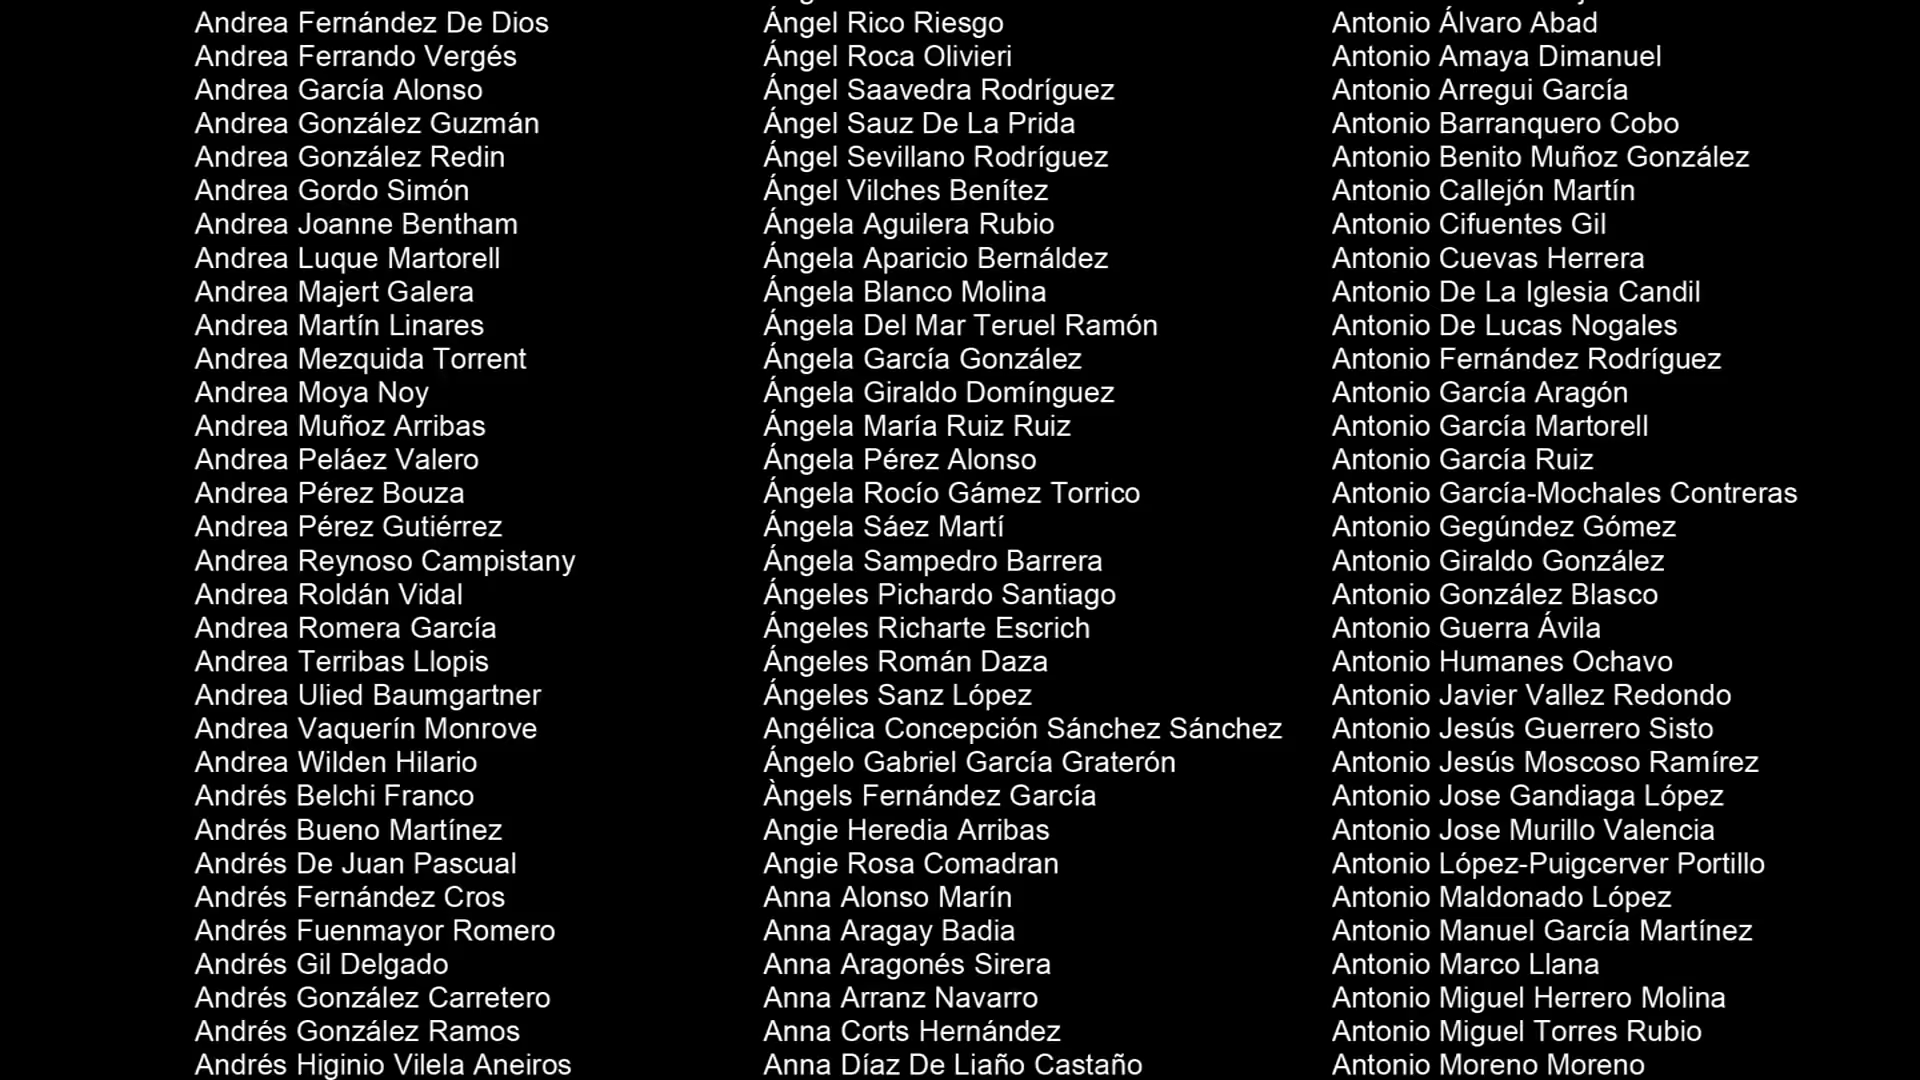 Andrea Fernández De Dios
Andrea Ferrando Vergés
Andrea García Alonso
Andrea González Guzmán
Andrea González Redin
Andrea Gordo Simón
Andrea Joanne Bentham
Andrea Luque Martorell
Andrea Majert Galera
Andrea Martín Linares
Andrea Mezquida Torrent
Andrea Moya Noy
Andrea Muñoz Arribas
Andrea Peláez Valero
Andrea Pérez Bouza
Andrea Pérez Gutiérrez
Andrea Reynoso Campistany
Andrea Roldán Vidal
Andrea Romera García
Andrea Terribas Llopis
Andrea Ulied Baumgartner
Andrea Vaquerín Monrove
Andrea Wilden Hilario
Andrés Belchi Franco
Andrés Bueno Martínez
Andrés De Juan Pascual
Andrés Fernández Cros
Andrés Fuenmayor Romero
Andrés Gil Delgado
Andrés González Carretero
Andrés González Ramos
Andrés Higinio Vilela Aneiros
Ángel Rico Riesgo
Ángel Roca Olivieri
Ángel Saavedra Rodríguez
Ángel Sauz De La Prida
Ángel Sevillano Rodríguez
Ángel Vilches Benítez
Ángela Aguilera Rubio
Ángela Aparicio Bernáldez
Ángela Blanco Molina
Ángela Del Mar Teruel Ramón
Ángela García González
Ángela Giraldo Domínguez
Ángela María Ruiz Ruiz
Ángela Pérez Alonso
Ángela Rocío Gámez Torrico
Ángela Sáez Martí
Ángela Sampedro Barrera
Ángeles Pichardo Santiago
Ángeles Richarte Escrich
Ángeles Román Daza
Ángeles Sanz López
Angélica Concepción Sánchez Sánchez
Ángelo Gabriel García Graterón
Àngels Fernández García
Angie Heredia Arribas
Angie Rosa Comadran
Anna Alonso Marín
Anna Aragay Badia
Anna Aragonés Sirera
Anna Arranz Navarro
Anna Corts Hernández
Anna Díaz De Liaño Castaño
Antonio Álvaro Abad
Antonio Amaya Dimanuel
Antonio Arregui García
Antonio Barranquero Cobo
Antonio Benito Muñoz González
Antonio Callejón Martín
Antonio Cifuentes Gil
Antonio Cuevas Herrera
Antonio De La Iglesia Candil
Antonio De Lucas Nogales
Antonio Fernández Rodríguez
Antonio García Aragón
Antonio García Martorell
Antonio García Ruiz
Antonio García-Mochales Contreras
Antonio Gegúndez Gómez
Antonio Giraldo González
Antonio González Blasco
Antonio Guerra Ávila
Antonio Humanes Ochavo
Antonio Javier Vallez Redondo
Antonio Jesús Guerrero Sisto
Antonio Jesús Moscoso Ramírez
Antonio Jose Gandiaga López
Antonio Jose Murillo Valencia
Antonio López-Puigcerver Portillo
Antonio Maldonado López
Antonio Manuel García Martínez
Antonio Marco Llana
Antonio Miguel Herrero Molina
Antonio Miguel Torres Rubio
Antonio Moreno Moreno